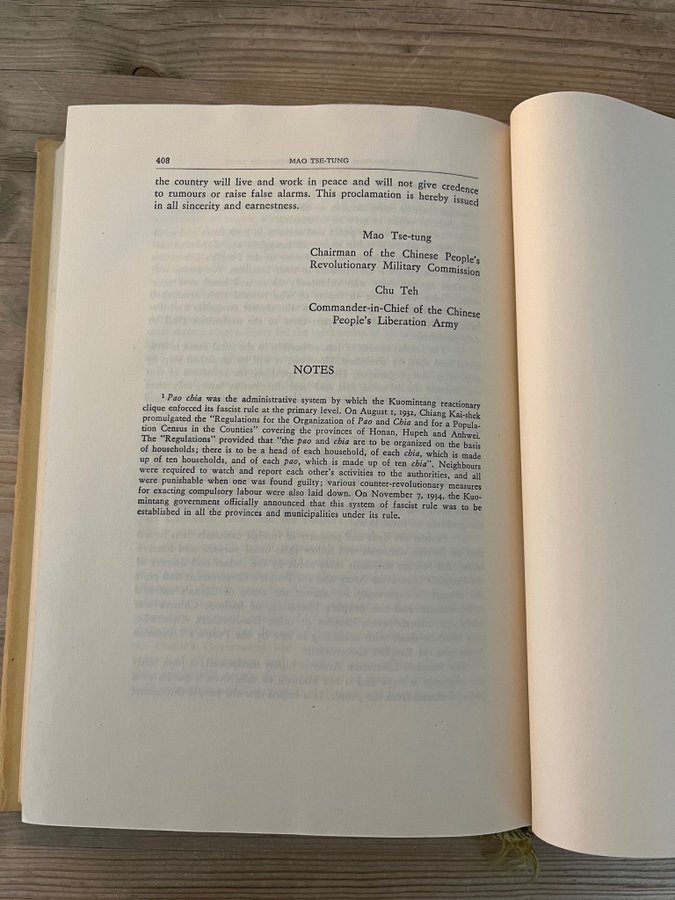 408
MAO TSE-TUNG
the country will live and work in peace and will not give credence
to rumours or raise false alarms. This proclamation is hereby issued
in all sincerity and earnestness.
Mao Tse-tung
Chairman of the Chinese People's
Revolutionary Military Commission
Chu Teh
Commander-in-Chief of the Chinese
People's Liberation Army
NOTES
¹ Pao chia was the administrative system by which the Kuomintang reactionary
clique enforced its fascist rule at the primary level. On August 1, 1932, Chiang Kai-shek
promulgated the "Regulations for the Organization of Pao and Chia and for a Popula-
tion Census in the Counties" covering the provinces of Honan, Hupeh and Anhwei.
The "Regulations" provided that "the pao and chia are to be organized on the basis
of households; there is to be a head of each household, of each chia, which is made
up of ten households, and of each pao, which is made up of ten chia". Neighbours
were required to watch and report each other's activities to the authorities, and all
were punishable when one was found guilty; various counter-revolutionary measures
for exacting compulsory labour were also laid down. On November 7, 1934, the Kuo-
mintang government officially announced that this system of fascist rule was to be
established in all the provinces and municipalities under its rule.